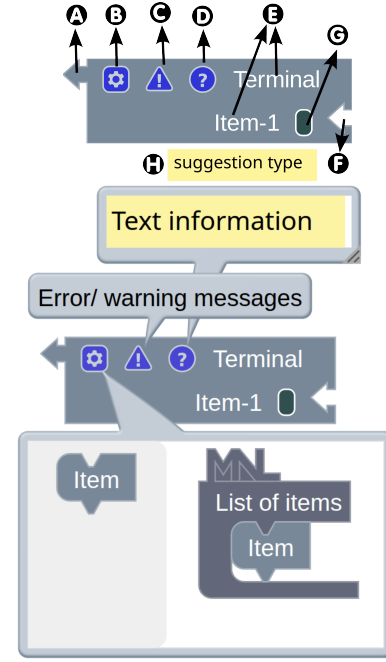 A B C D E
G
! ? Terminal
Item-1
F
H suggestion type
Text information
Error/ warning messages
! ? Terminal
Item-1
MNL
Item List of items
Item